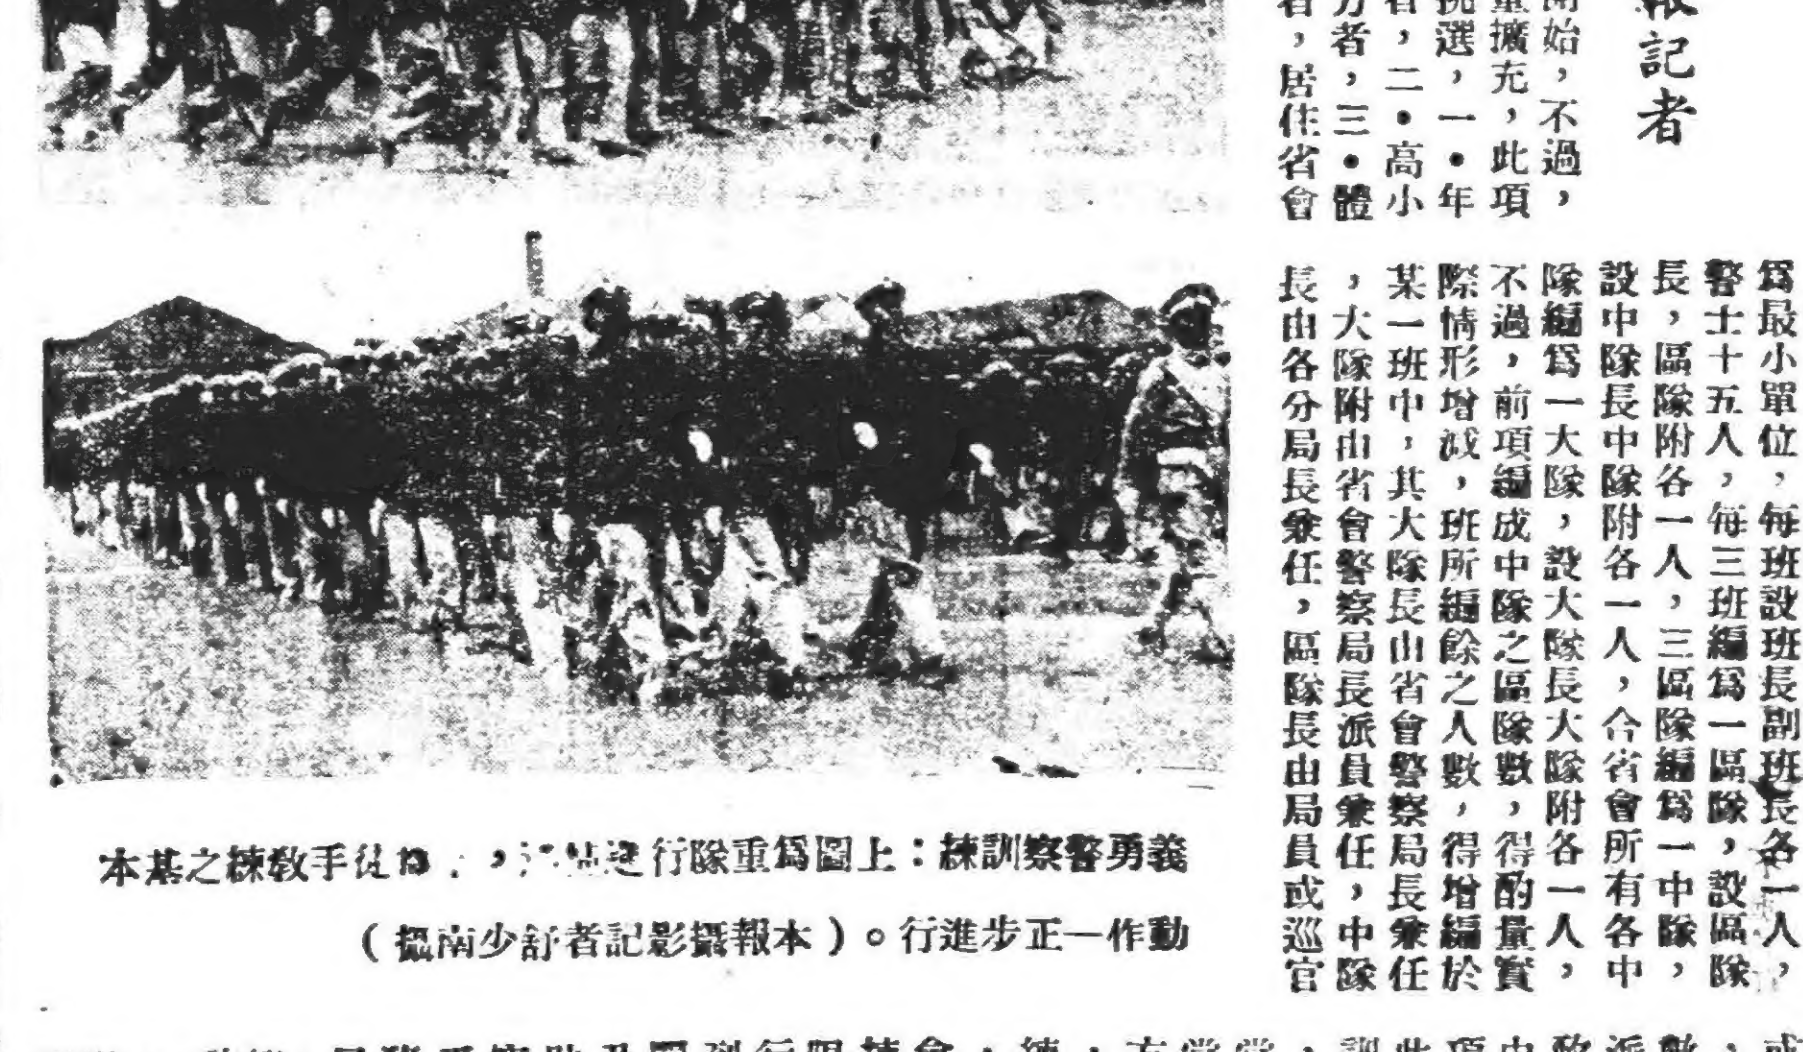 記者
始,不過,
擴充,此項
選,一•年
,二•高小
者,三•體
,居住省會
爲最小單位,每班設班長副班長各一人,
警士十五人,每三班編爲一區隊,設區隊
長,區隊附各一人,三區隊編爲一中隊,
設中隊長中隊附各一人,合省會所有各中
隊編爲一大隊,設大隊長大隊附各一人,
不過,前項編成中隊之區隊數,得酌量實
際情形增減,班所編餘之人數,得增編於
某一班中,其大隊長由省會警察局長兼任
,大隊附由省會警察局長派員兼任,中隊
長由各分局長兼任,區隊長由局員或巡官
義勇警察訓練:上圖爲重隊行進,徒手教練之基本
動作一正步進行。(本報攝影記者舒少南攝)